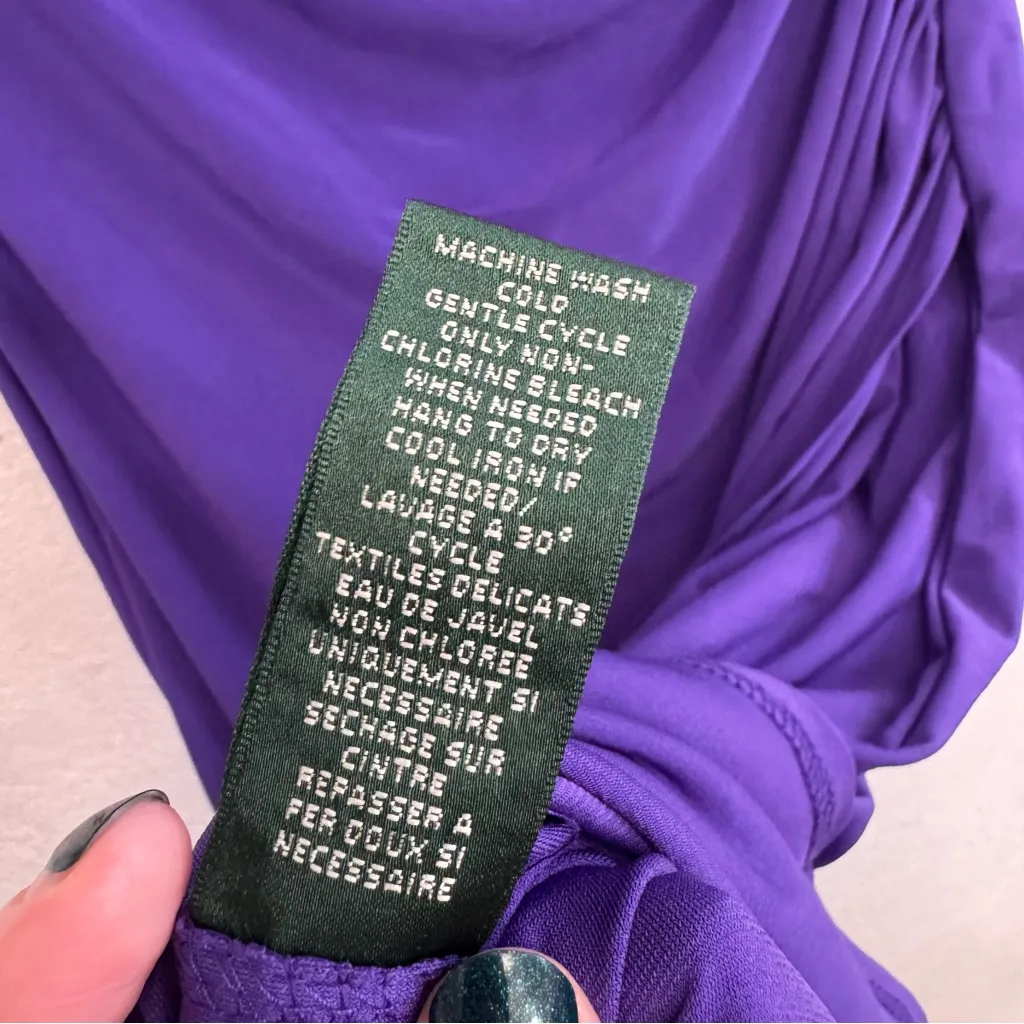 MACHINE WASH
COLD
GENTLE CYCLE
ONLY NON-
CHLORINE BLEACH
WHEN NEEDED
HANG TO DRY
COOL IRON IF
NEEDED/
LAVAGE A 30°
CYCLE
TEXTILES DELICATS
EAU DE JAVEL
NON CHLOREE
UNIQUEMENT SI
NECESSAIRE
SECHAGE SUR
CINTRE
REPASSER A
FER DOUX SI
NECESSAIRE